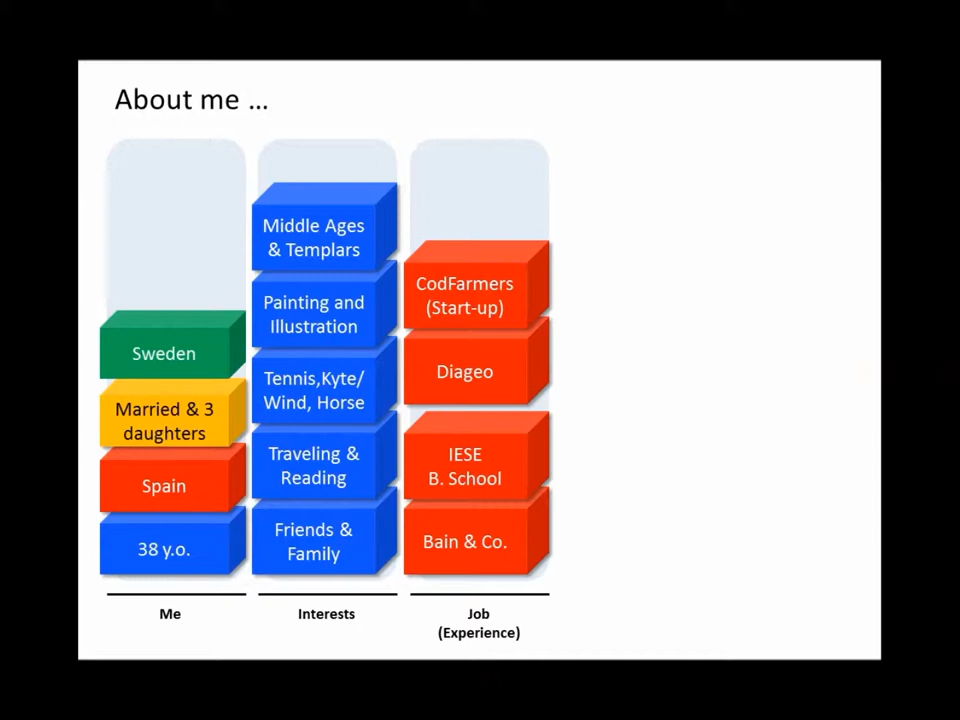 About me …
Sweden
Married & 3
daughters
Spain
38 y.o.
Me
Middle Ages
& Templars
Painting and
Illustration
Tennis,Kyte/
Wind, Horse
Traveling &
Reading
Friends &
Family
Interests
CodFarmers
(Start-up)
Diageo
IESE
B. School
Bain & Co.
Job
(Experience)